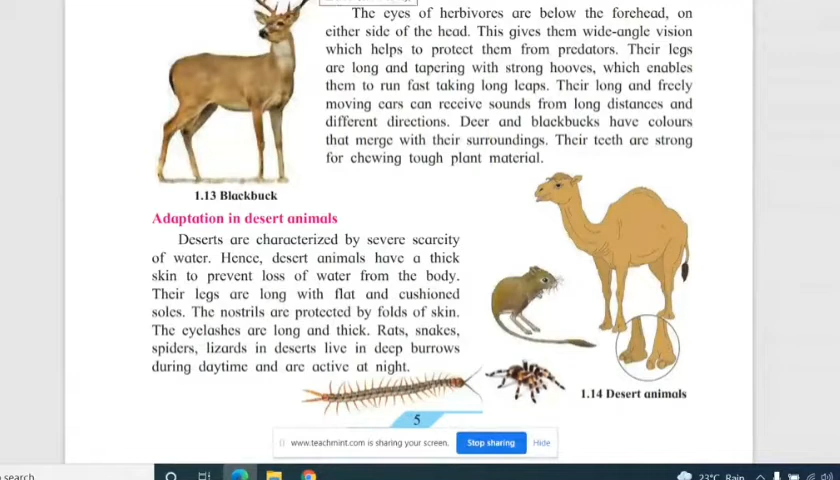 The eyes of herbivores are below the forehead, on
either side of the head. This gives them wide-angle vision
which helps to protect them from predators. Their legs
are long and tapering with strong hooves, which enables
them to run fast taking long leaps. Their long and freely
moving ears can receive sounds from long distances and
different directions. Deer and blackbucks have colours
that merge with their surroundings. Their teeth are strong
for chewing tough plant material.
1.13 Blackbuck
Adaptation in desert animals
Deserts are characterized by severe scarcity
of water. Hence, desert animals have a thick
skin to prevent loss of water from the body.
Their legs are long with flat and cushioned
soles. The nostrils are protected by folds of skin.
The eyelashes are long and thick. Rats, snakes,
spiders, lizards in deserts live in deep burrows
during daytime and are active at night.
1.14 Desert animals
5
www.teachmint.com is sharing your screen.
Stop sharing
Hide
search
23°C Rain